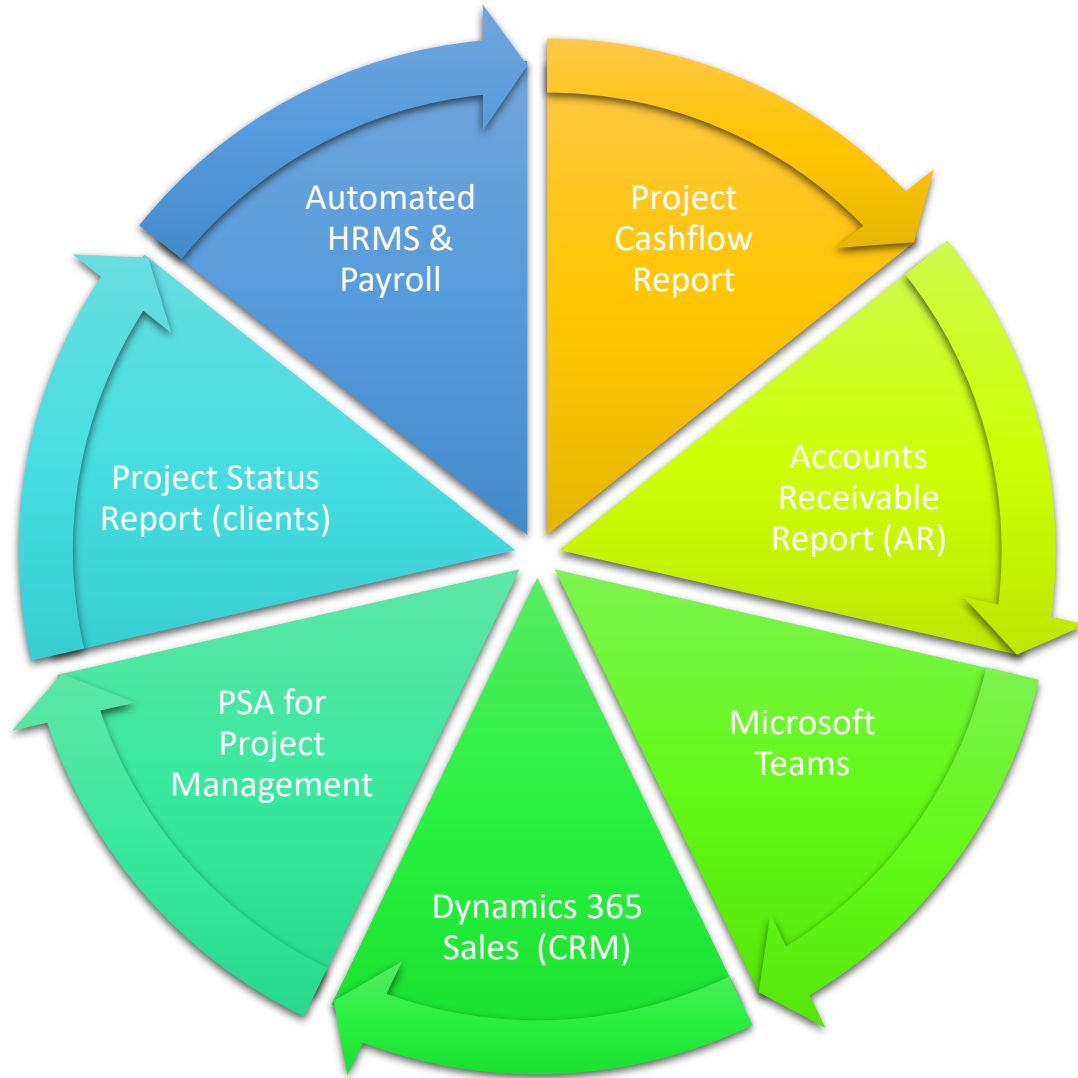 Automated
HRMS &
Payroll
Project
Cashflow
Report
Accounts
Receivable
Report (AR)
Microsoft
Teams
Dynamics 365
Sales  (CRM)
PSA for
Project
Management
Project Status
Report (clients)